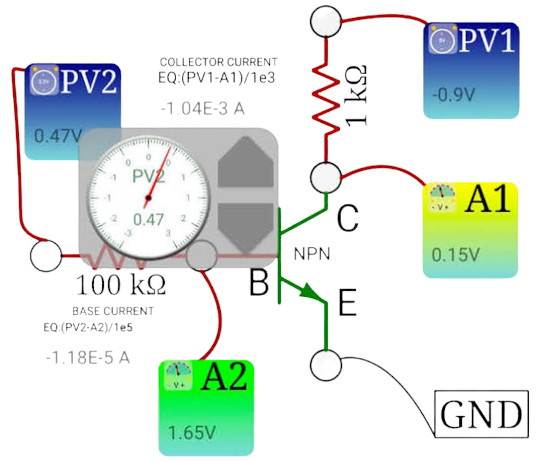 PV1
-0.9V
COLLECTOR CURRENT
EQ:(PV1-A1)/1e3
-1.04E-3 A
1 kΩ
PV2
0.47V
PV2
0.47
A1
0.15V
C
NPN
B
E
100 kΩ
BASE CURRENT
EQ:(PV2-A2)/1e5
-1.18E-5 A
A2
1.65V
GND